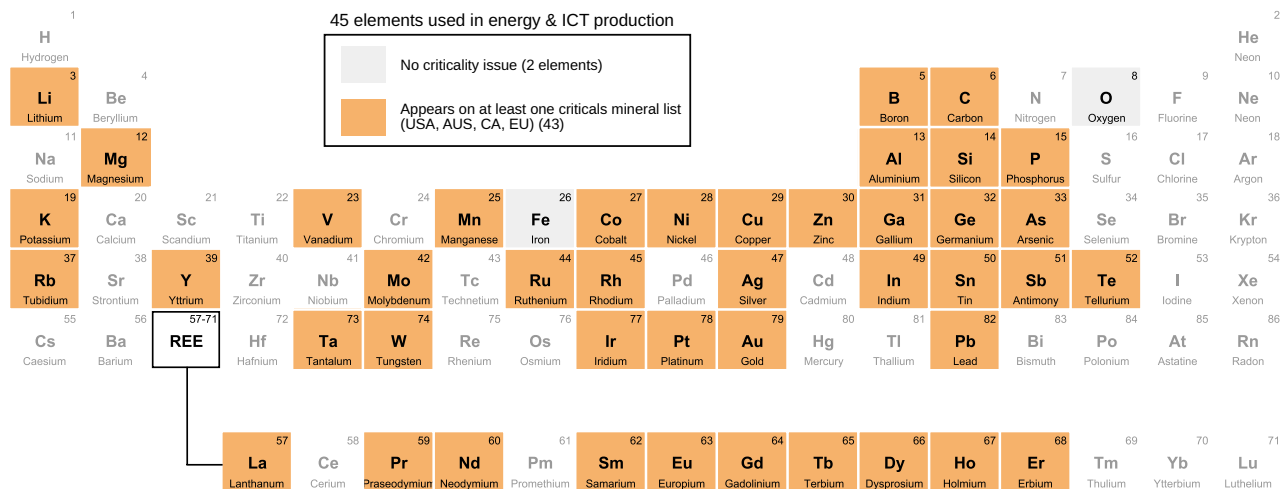 45 elements used in energy & ICT production
No criticality issue (2 elements)
Appears on at least one criticals mineral list
(USA, AUS, CA, EU) (43)
1
H
Hydrogen
2
He
Neon
3
Li
Lithium
4
Be
Beryllium
5
B
Boron
6
C
Carbon
7
N
Nitrogen
8
O
Oxygen
9
F
Fluorine
10
Ne
Neon
11
Na
Sodium
12
Mg
Magnesium
13
Al
Aluminium
14
Si
Silicon
15
P
Phosphorus
16
S
Sulfur
17
Cl
Chlorine
18
Ar
Argon
19
K
Potassium
20
Ca
Calcium
21
Sc
Scandium
22
Ti
Titanium
23
V
Vanadium
24
Cr
Chromium
25
Mn
Manganese
26
Fe
Iron
27
Co
Cobalt
28
Ni
Nickel
29
Cu
Copper
30
Zn
Zinc
31
Ga
Gallium
32
Ge
Germanium
33
As
Arsenic
34
Se
Selenium
35
Br
Bromine
36
Kr
Krypton
37
Rb
Tubidium
38
Sr
Strontium
39
Y
Yttrium
40
Zr
Zirconium
41
Nb
Niobium
42
Mo
Molybdenum
43
Tc
Technetium
44
Ru
Ruthenium
45
Rh
Rhodium
46
Pd
Palladium
47
Ag
Silver
48
Cd
Cadmium
49
In
Indium
50
Sn
Tin
51
Sb
Antimony
52
Te
Tellurium
53
I
Iodine
54
Xe
Xenon
55
Cs
Caesium
56
Ba
Barium
57-71
REE
72
Hf
Hafnium
73
Ta
Tantalum
74
W
Tungsten
75
Re
Rhenium
76
Os
Osmium
77
Ir
Iridium
78
Pt
Platinum
79
Au
Gold
80
Hg
Mercury
81
Tl
Thallium
82
Pb
Lead
83
Bi
Bismuth
84
Po
Polonium
85
At
Astatine
86
Rn
Radon
57
La
Lanthanum
58
Ce
Cerium
59
Pr
Praseodymium
60
Nd
Neodymium
61
Pm
Promethium
62
Sm
Samarium
63
Eu
Europium
64
Gd
Gadolinium
65
Tb
Terbium
66
Dy
Dysprosium
67
Ho
Holmium
68
Er
Erbium
69
Tm
Thulium
70
Yb
Ytterbium
71
Lu
Luthelium